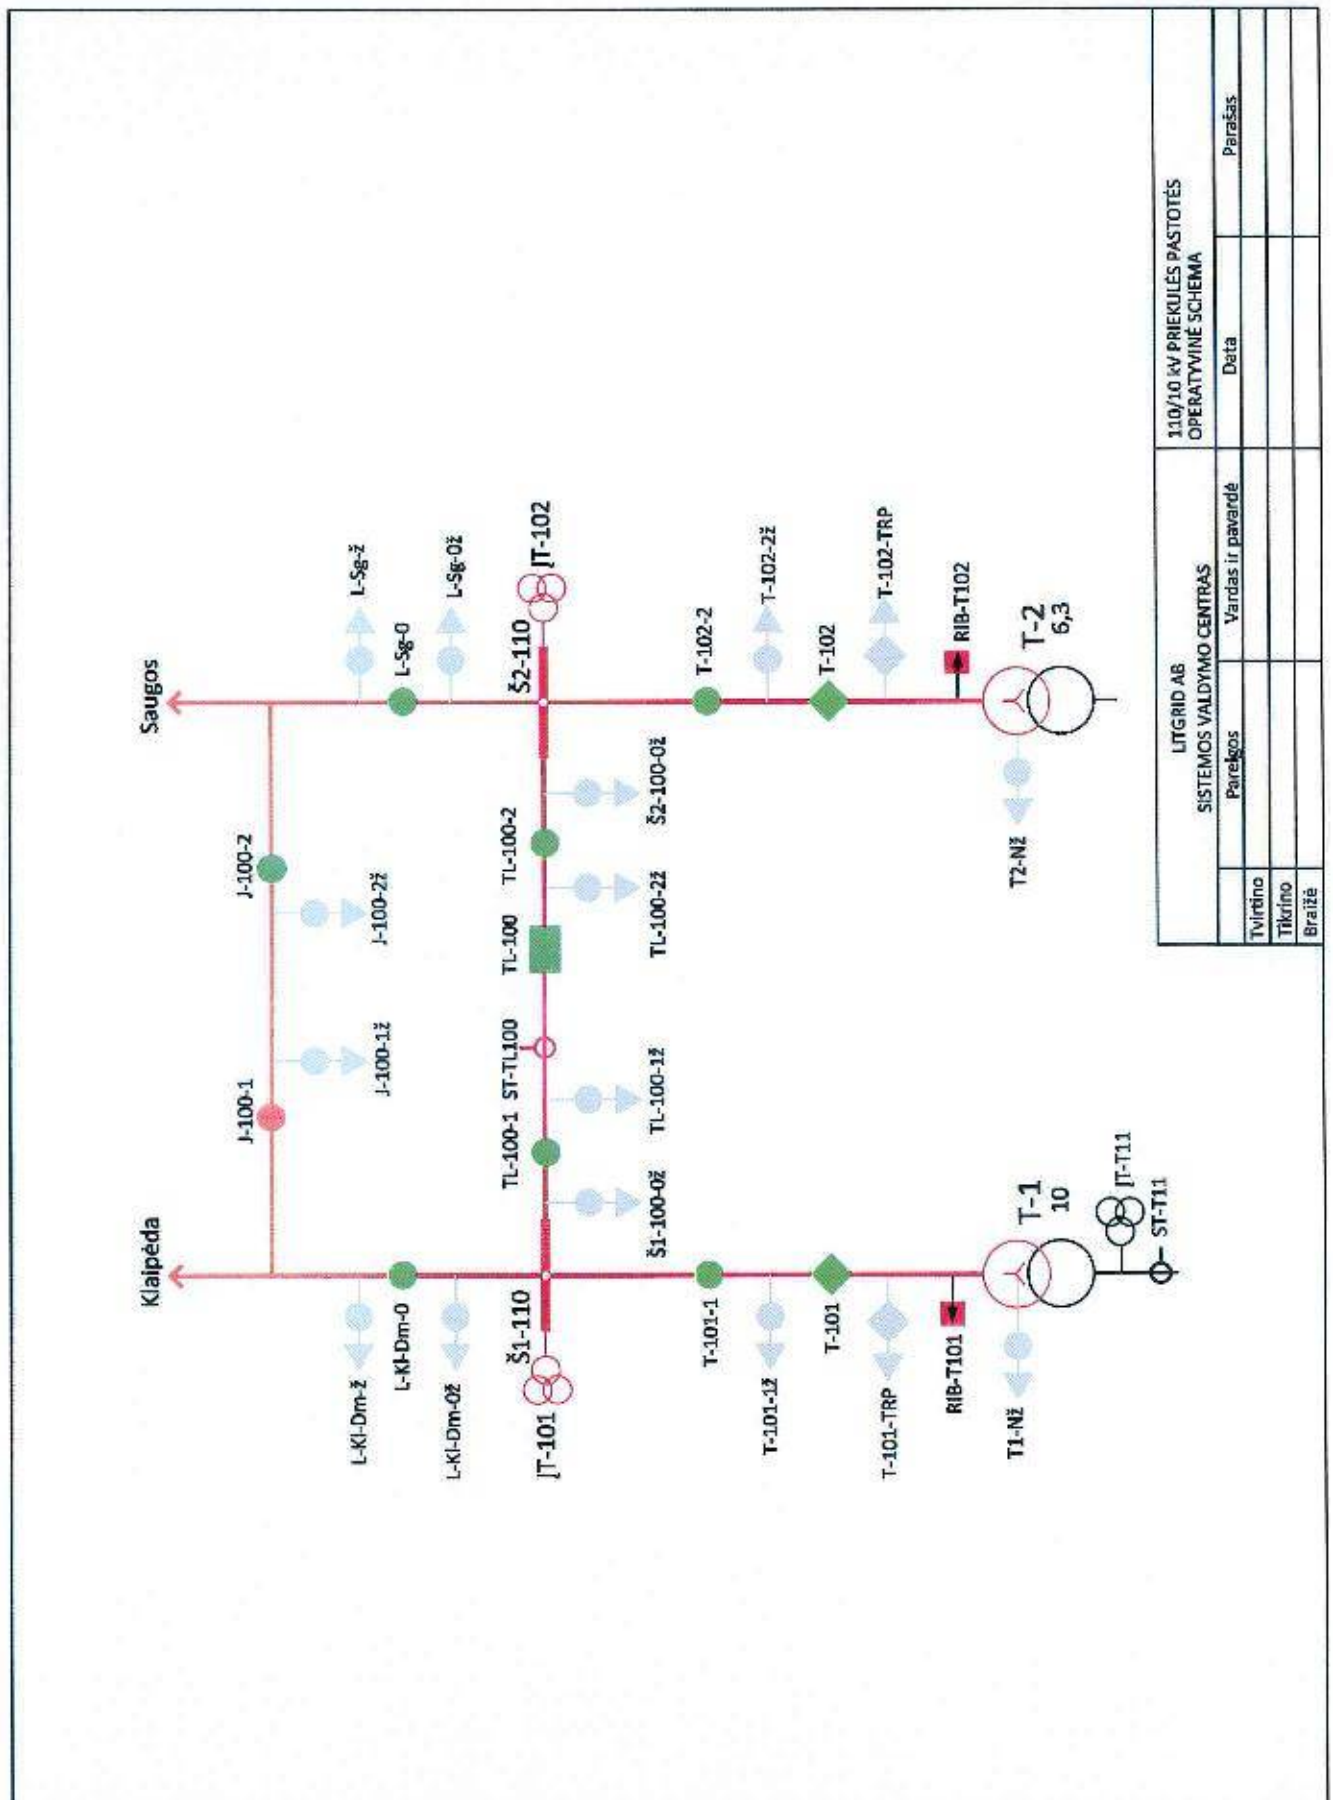 Klaipėda
Saugos
J-100-1
J-100-2
J-100-1ž
J-100-2ž
L-Kl-Dm-ž
L-Kl-Dm-0
L-Kl-Dm-0ž
L-Sg-ž
L-Sg-0
L-Sg-0ž
Š1-110
ĮT-101
TL-100-1
ST-TL100
TL-100
TL-100-2
Š2-110
ĮT-102
Š1-100-0ž
TL-100-1ž
TL-100-2ž
Š2-100-0ž
T-101-1
T-101-1ž
T-101
T-101-TRP
RIB-T101
T1-Nž
T-1
10
ĮT-T11
ST-T11
T-102-2
T-102-2ž
T-102
T-102-TRP
RIB-T102
T2-Nž
T-2
6,3
LITGRID AB
SISTEMOS VALDYMO CENTRAS
110/10 kV PRIEKULĖS PASTOTĖS
OPERATYVINĖ SCHEMA
Pareigos
Vardas ir pavardė
Data
Parašas
Tvirtino
Tikrino
Braižė